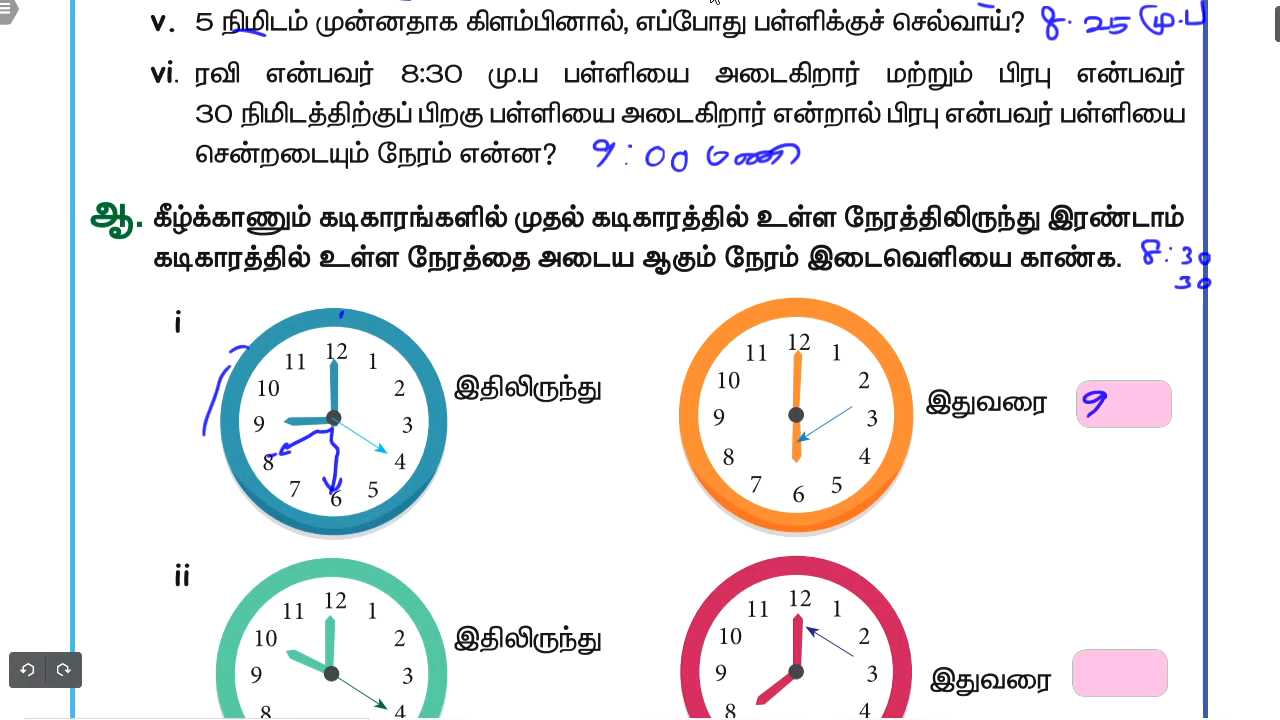 v. 5 நிமிடம் முன்னதாக கிளம்பினால், எப்போது பள்ளிக்குச் செல்வாய்? 8.25 மு.ப
vi. ரவி என்பவர் 8:30 மு.ப பள்ளியை அடைகிறார் மற்றும் பிரபு என்பவர்
30 நிமிடத்திற்குப் பிறகு பள்ளியை அடைகிறார் என்றால் பிரபு என்பவர் பள்ளியை
சென்றடையும் நேரம் என்ன? 9:00 மணி
ஆ. கீழ்க்காணும் கடிகாரங்களில் முதல் கடிகாரத்தில் உள்ள நேரத்திலிருந்து இரண்டாம்
கடிகாரத்தில் உள்ள நேரத்தை அடைய ஆகும் நேரம் இடைவெளியை காண்க. 8:30
30
i
12 1 2 3 4 5 6 7 8 9 10 11
இதிலிருந்து
12 1 2 3 4 5 6 7 8 9 10 11
இதுவரை 9
ii
12 1 2 3 4 8 9 10 11
இதிலிருந்து
12 1 2 3 4 8 9 10 11
இதுவரை